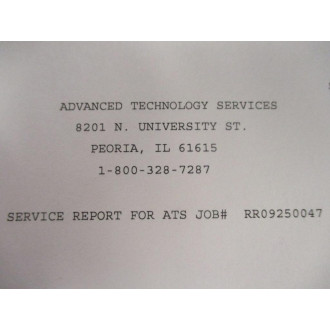 ADVANCED TECHNOLOGY SERVICES
8201 N. UNIVERSITY ST.
PEORIA, IL 61615
1-800-328-7287
SERVICE REPORT FOR ATS JOB# RR09250047